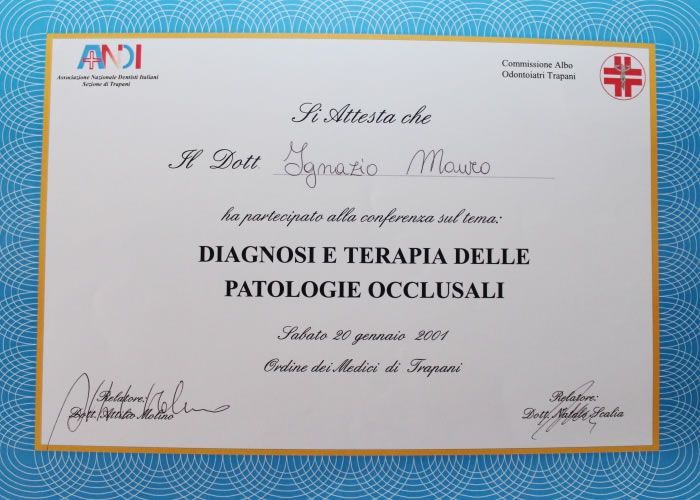 ANDI
Associazione Nazionale Dentisti Italiani
Sezione di Trapani
Commissione Albo
Odontoiatri Trapani
Si Attesta che
Il Dott. Ignazio Mauro
ha partecipato alla conferenza sul tema:
DIAGNOSI E TERAPIA DELLE
PATOLOGIE OCCLUSALI
Sabato 20 gennaio 2001
Ordine dei Medici di Trapani
Relatore:
Dott. Attilio Molino
Relatore:
Dott. Natale Scalia